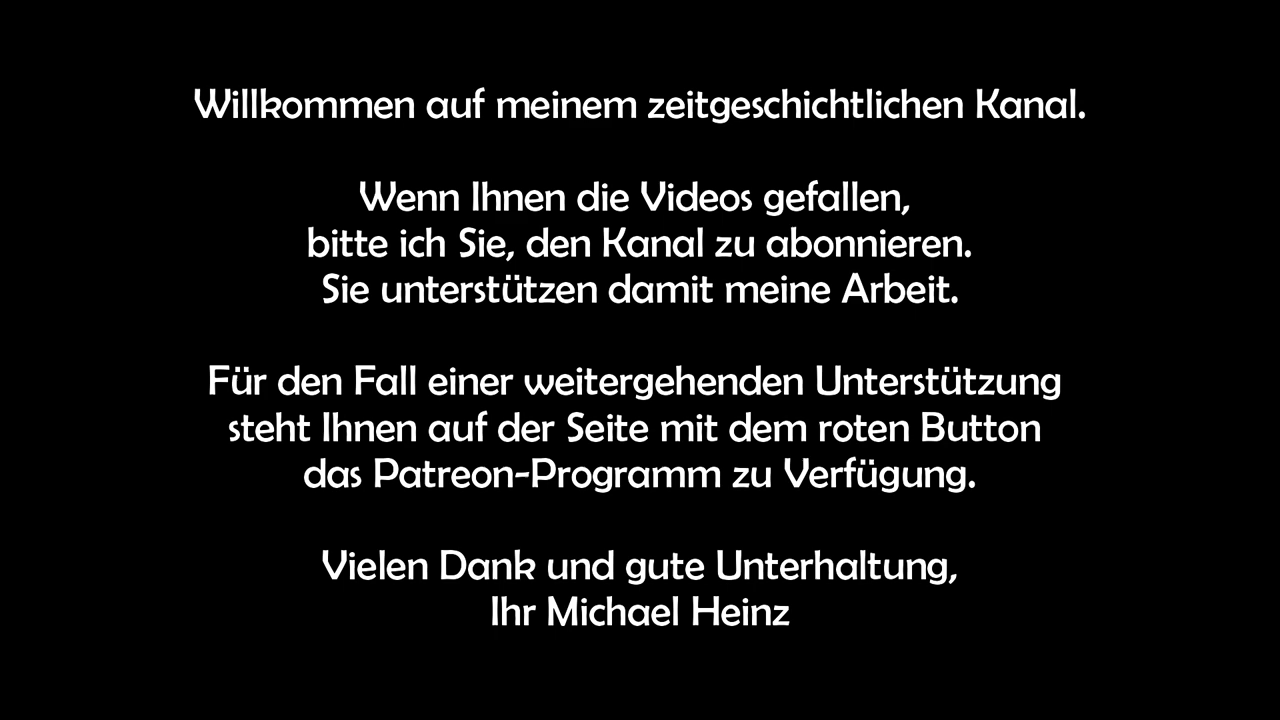 Willkommen auf meinem zeitgeschichtlichen Kanal.
Wenn Ihnen die Videos gefallen,
bitte ich Sie, den Kanal zu abonnieren.
Sie unterstützen damit meine Arbeit.
Für den Fall einer weitergehenden Unterstützung
steht Ihnen auf der Seite mit dem roten Button
das Patreon-Programm zu Verfügung.
Vielen Dank und gute Unterhaltung,
Ihr Michael Heinz